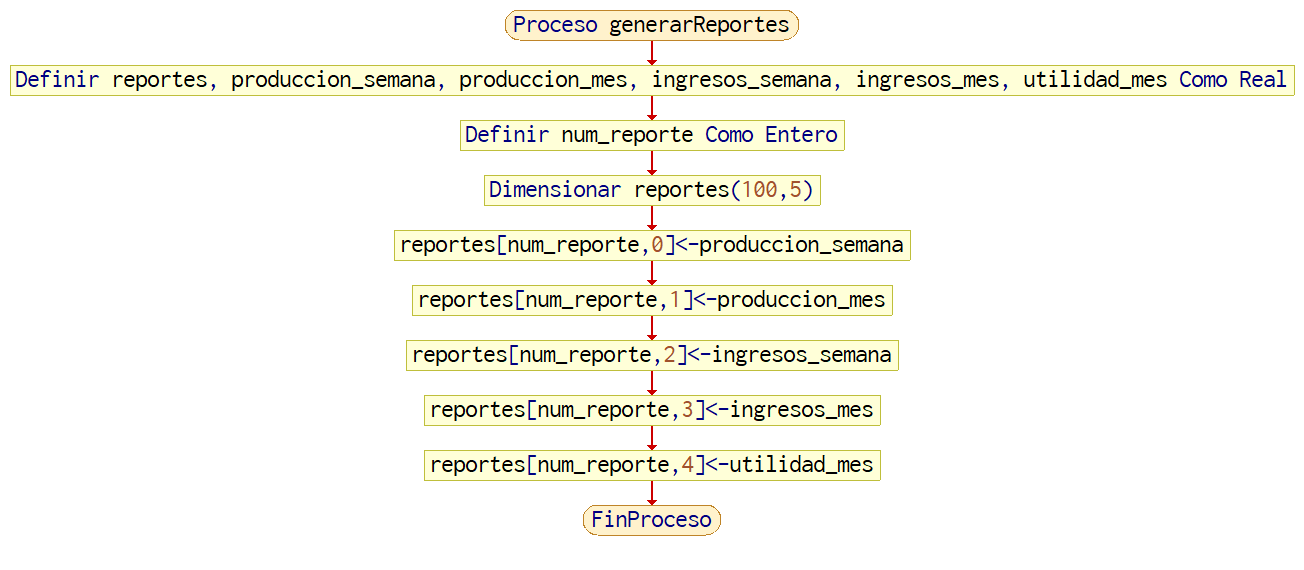 Proceso generarReportes
Definir reportes, produccion_semana, produccion_mes, ingresos_semana, ingresos_mes, utilidad_mes Como Real
Definir num_reporte Como Entero
Dimensionar reportes(100,5)
reportes[num_reporte,0]<-produccion_semana
reportes[num_reporte,1]<-produccion_mes
reportes[num_reporte,2]<-ingresos_semana
reportes[num_reporte,3]<-ingresos_mes
reportes[num_reporte,4]<-utilidad_mes
FinProceso